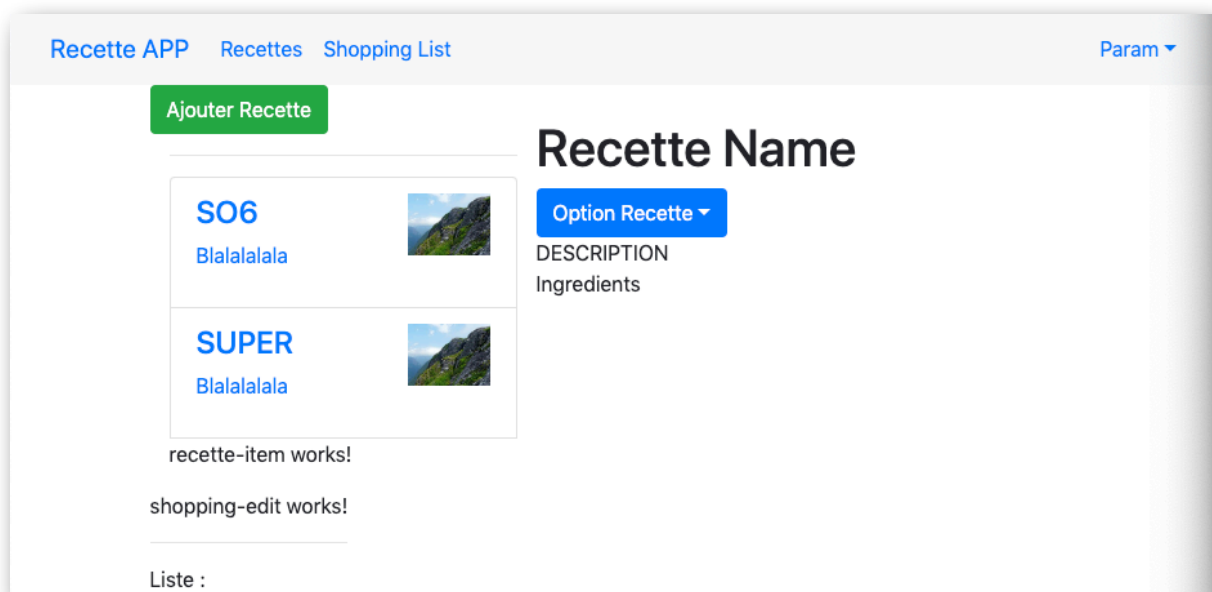 Recette APP Recettes Shopping List Param
Ajouter Recette
SO6
Blalalalala
SUPER
Blalalalala
recette-item works!
Recette Name
Option Recette
DESCRIPTION
Ingredients
shopping-edit works!
Liste :